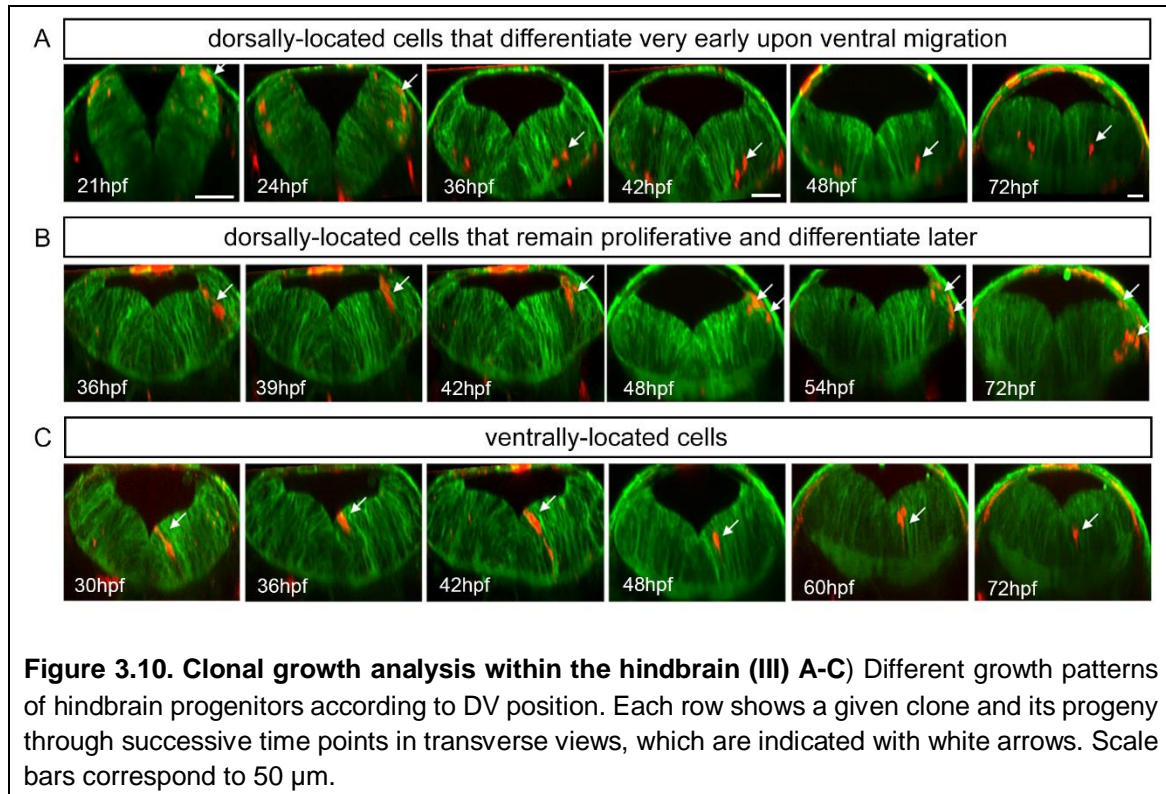 A dorsally-located cells that differentiate very early upon ventral migration
21hpf 24hpf 36hpf 42hpf 48hpf 72hpf
B dorsally-located cells that remain proliferative and differentiate later
36hpf 39hpf 42hpf 48hpf 54hpf 72hpf
C ventrally-located cells
30hpf 36hpf 42hpf 48hpf 60hpf 72hpf
Figure 3.10. Clonal growth analysis within the hindbrain (III) A-C) Different growth patterns
of hindbrain progenitors according to DV position. Each row shows a given clone and its progeny
through successive time points in transverse views, which are indicated with white arrows. Scale
bars correspond to 50 µm.